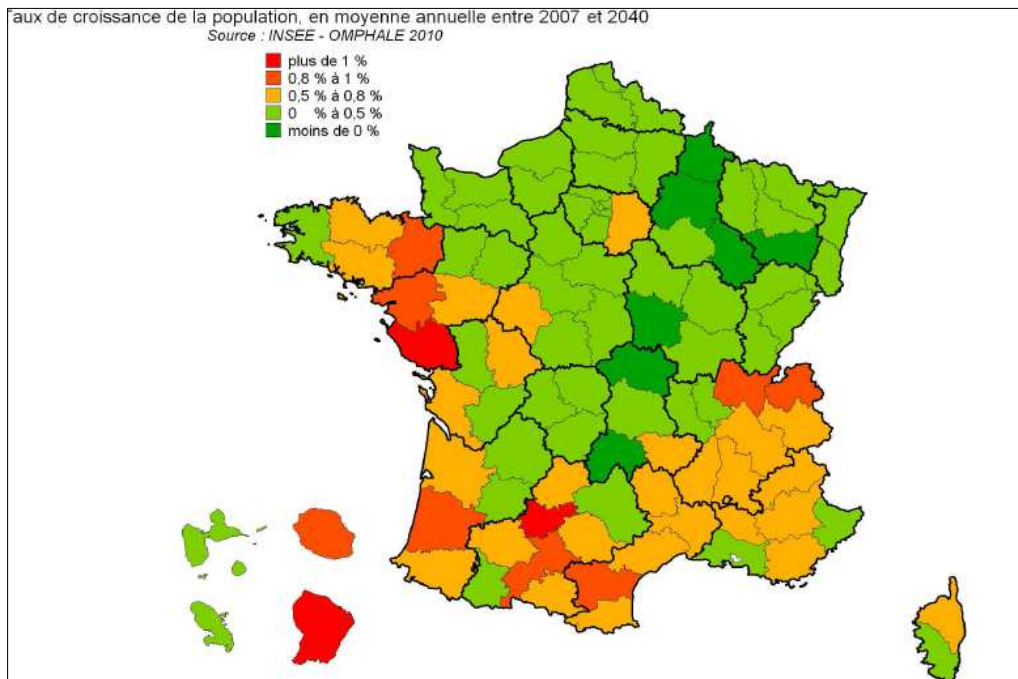 aux de croissance de la population, en moyenne annuelle entre 2007 et 2040
Source : INSEE - OMPHALE 2010
plus de 1 %
0,8 % à 1 %
0,5 % à 0,8 %
0 % à 0,5 %
moins de 0 %